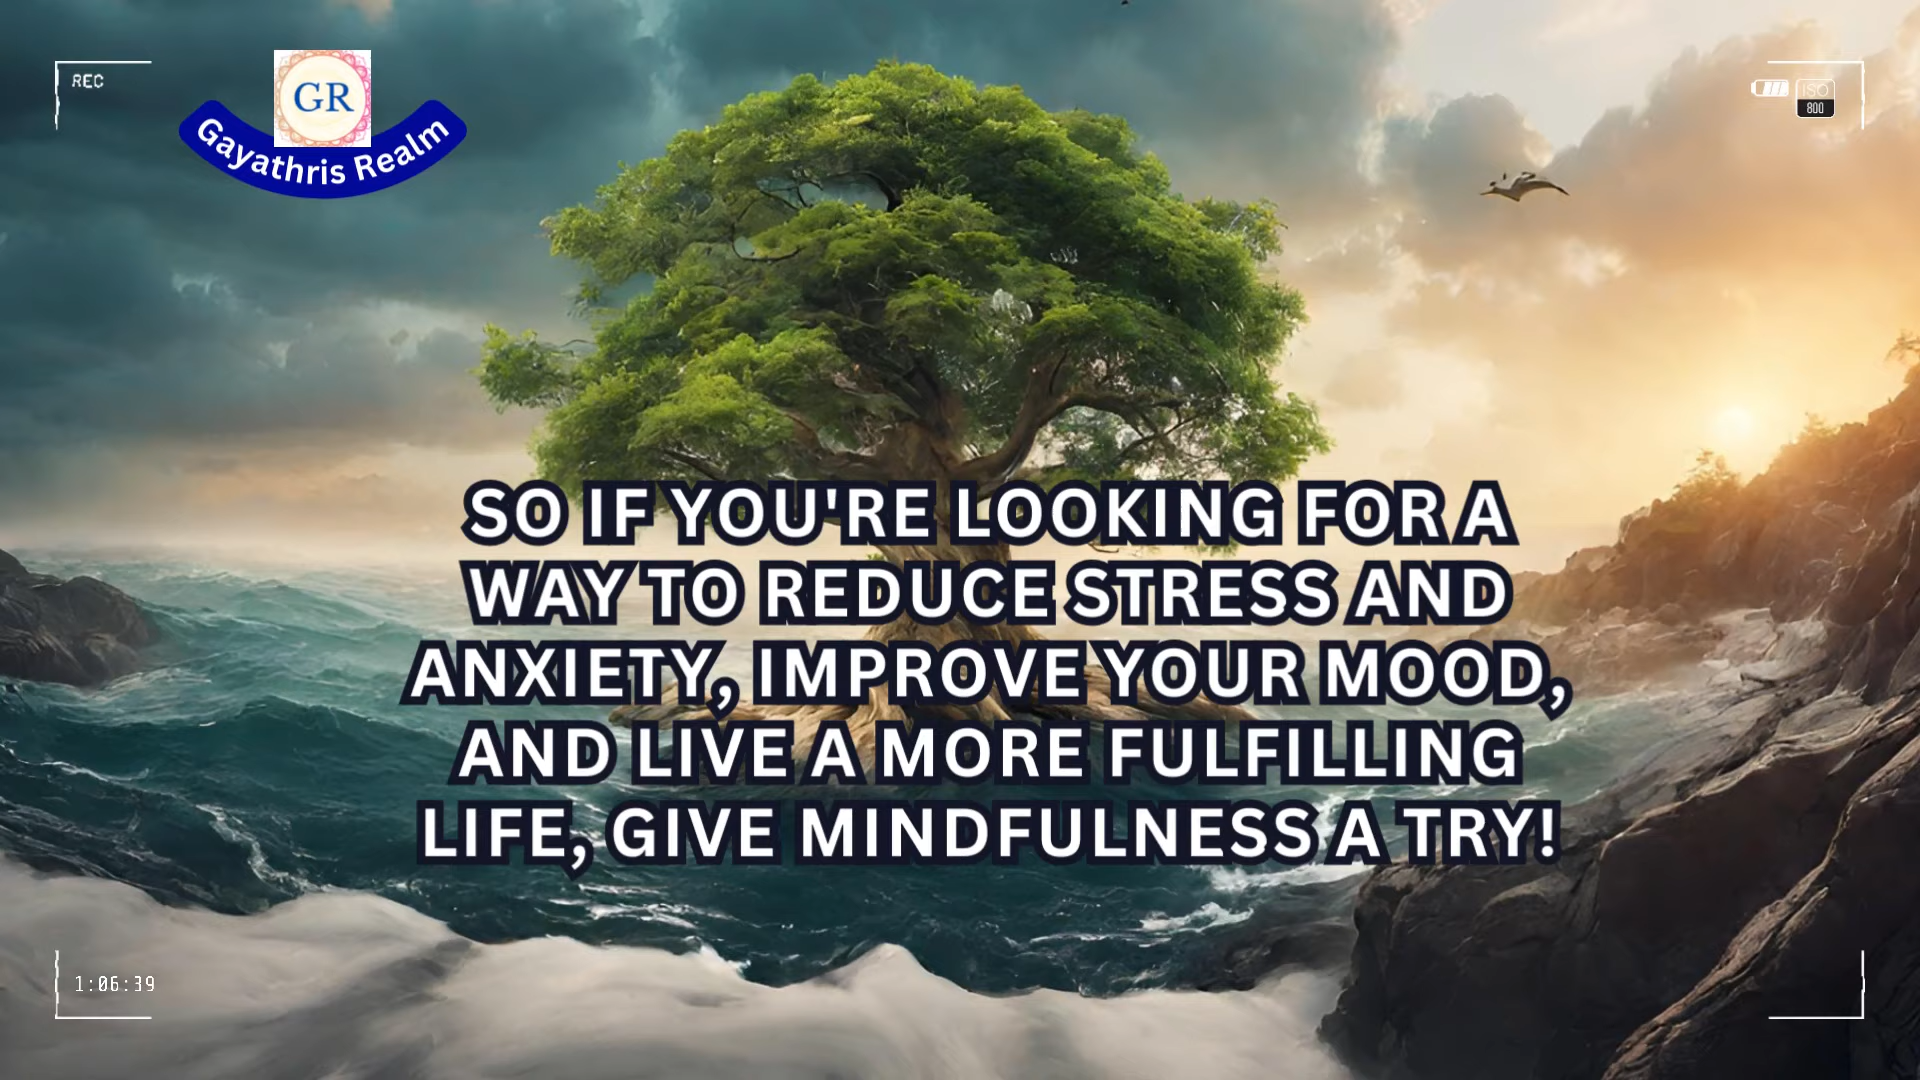 REC
GR
Gayathris Realm
ISO
800
SO IF YOU'RE LOOKING FOR A
WAY TO REDUCE STRESS AND
ANXIETY, IMPROVE YOUR MOOD,
AND LIVE A MORE FULFILLING
LIFE, GIVE MINDFULNESS A TRY!
1:06:39